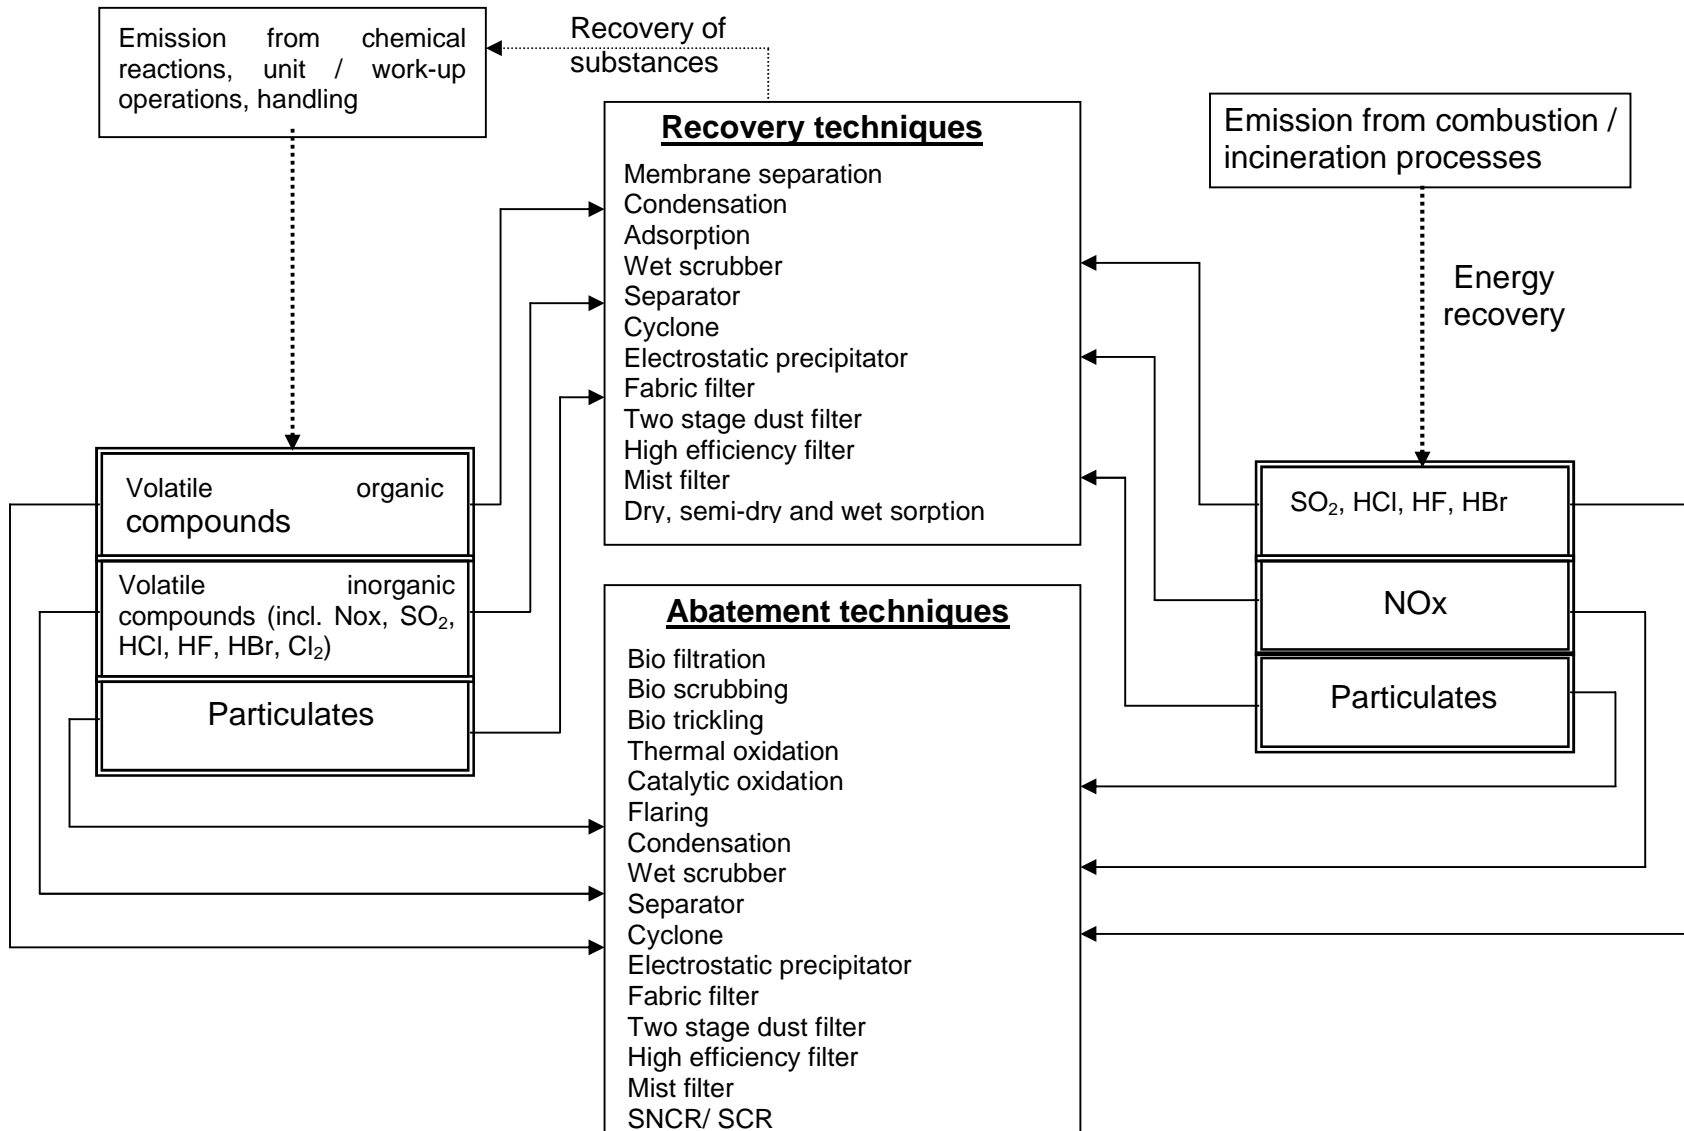 Emission from chemical
reactions, unit / work-up
operations, handling
Recovery of
substances
Recovery techniques
Membrane separation
Condensation
Adsorption
Wet scrubber
Separator
Cyclone
Electrostatic precipitator
Fabric filter
Two stage dust filter
High efficiency filter
Mist filter
Dry, semi-dry and wet sorption
Emission from combustion /
incineration processes
Energy
recovery
Volatile organic
compounds
Volatile inorganic
compounds (incl. Nox, SO₂,
HCl, HF, HBr, Cl₂)
Particulates
SO₂, HCl, HF, HBr
NOx
Particulates
Abatement techniques
Bio filtration
Bio scrubbing
Bio trickling
Thermal oxidation
Catalytic oxidation
Flaring
Condensation
Wet scrubber
Separator
Cyclone
Electrostatic precipitator
Fabric filter
Two stage dust filter
High efficiency filter
Mist filter
SNCR/ SCR